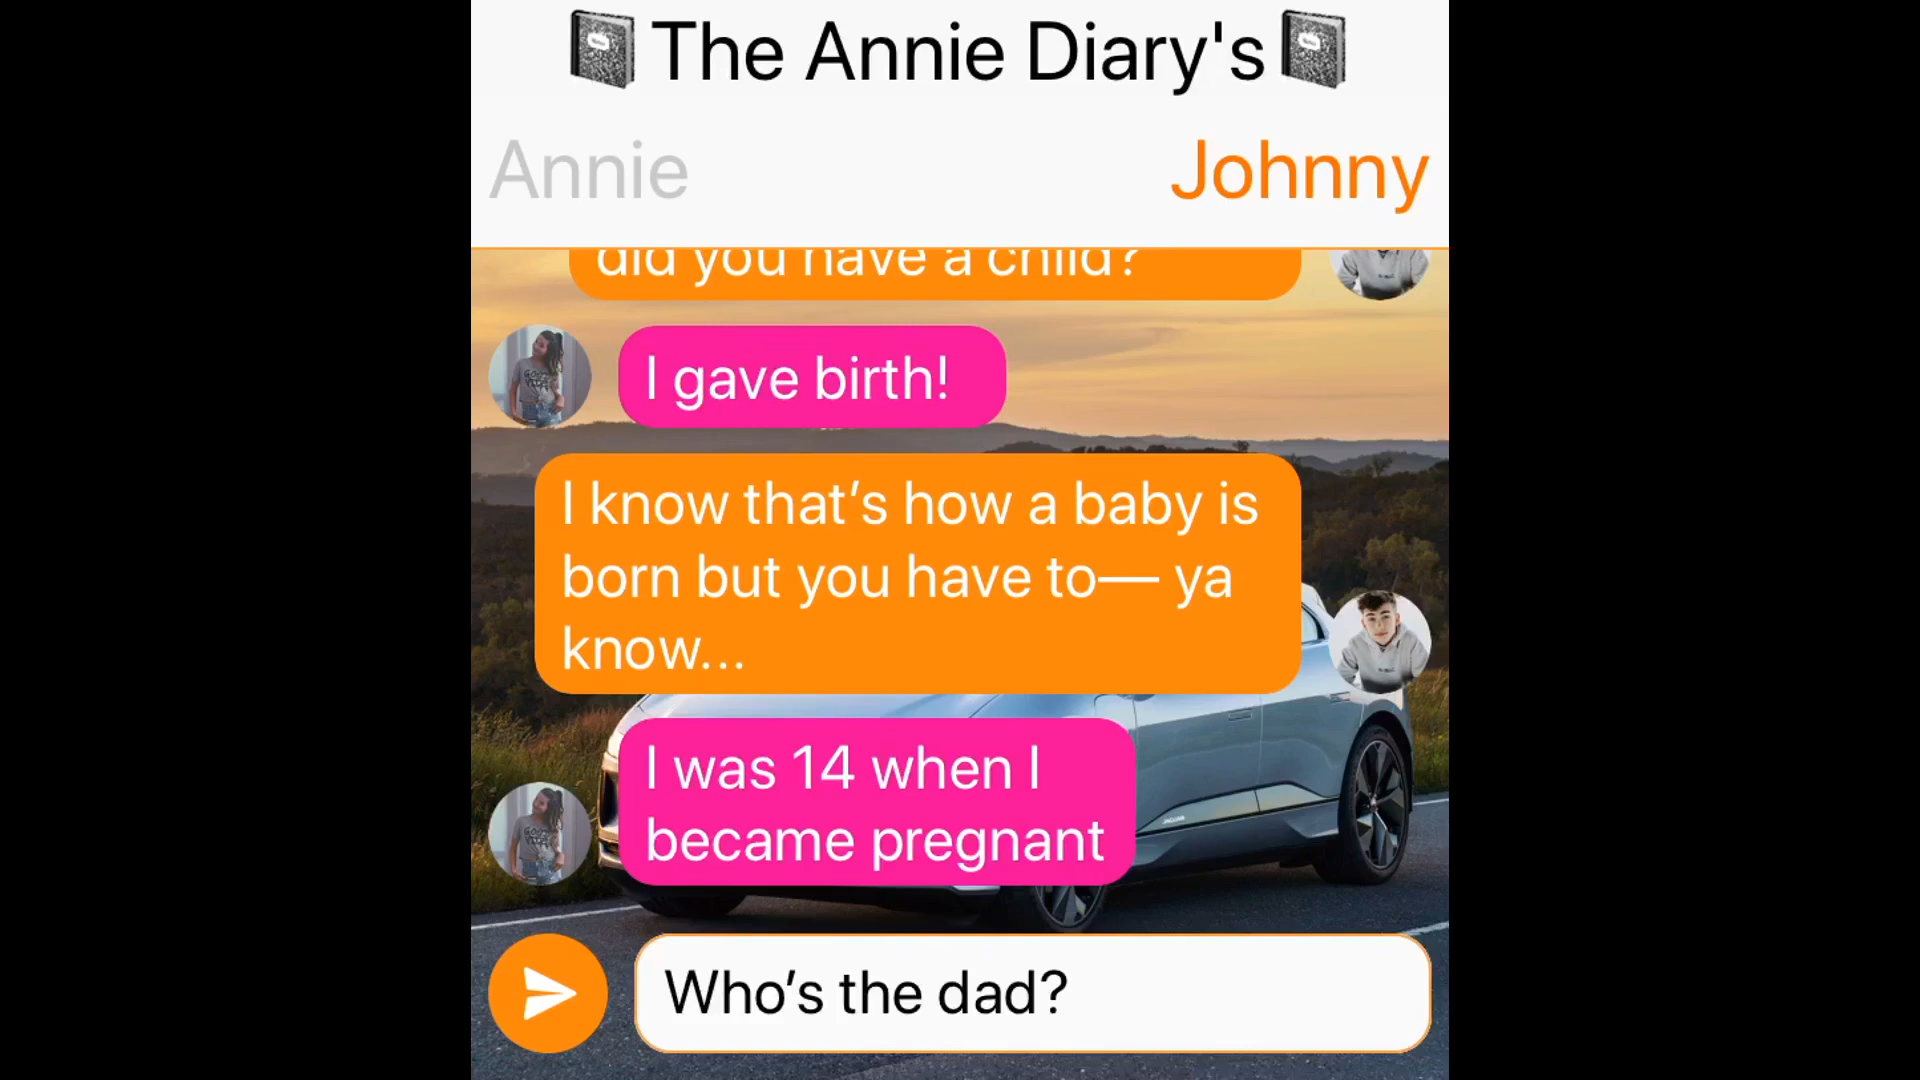 The Annie Diary's
Annie
Johnny
did you have a child?
I gave birth!
I know that’s how a baby is
born but you have to— ya
know...
I was 14 when I
became pregnant
Who’s the dad?
JAGUAR